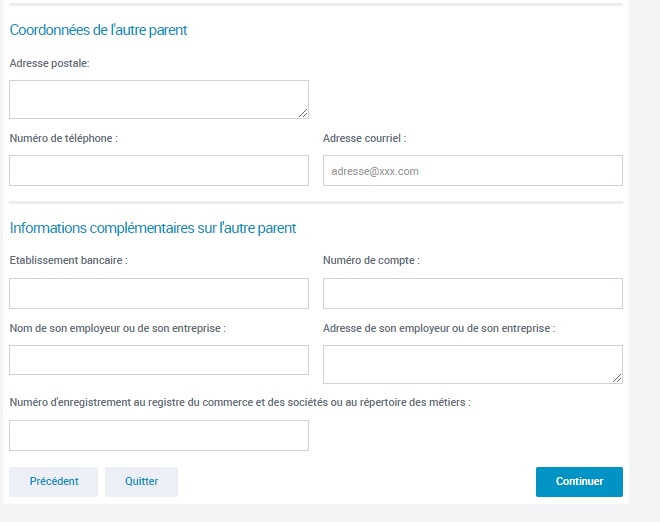 Coordonnées de l'autre parent
Adresse postale:
Numéro de téléphone :
Adresse courriel :
adresse@xxx.com
Informations complémentaires sur l'autre parent
Etablissement bancaire :
Numéro de compte :
Nom de son employeur ou de son entreprise :
Adresse de son employeur ou de son entreprise :
Numéro d'enregistrement au registre du commerce et des sociétés ou au répertoire des métiers :
Précédent
Quitter
Continuer